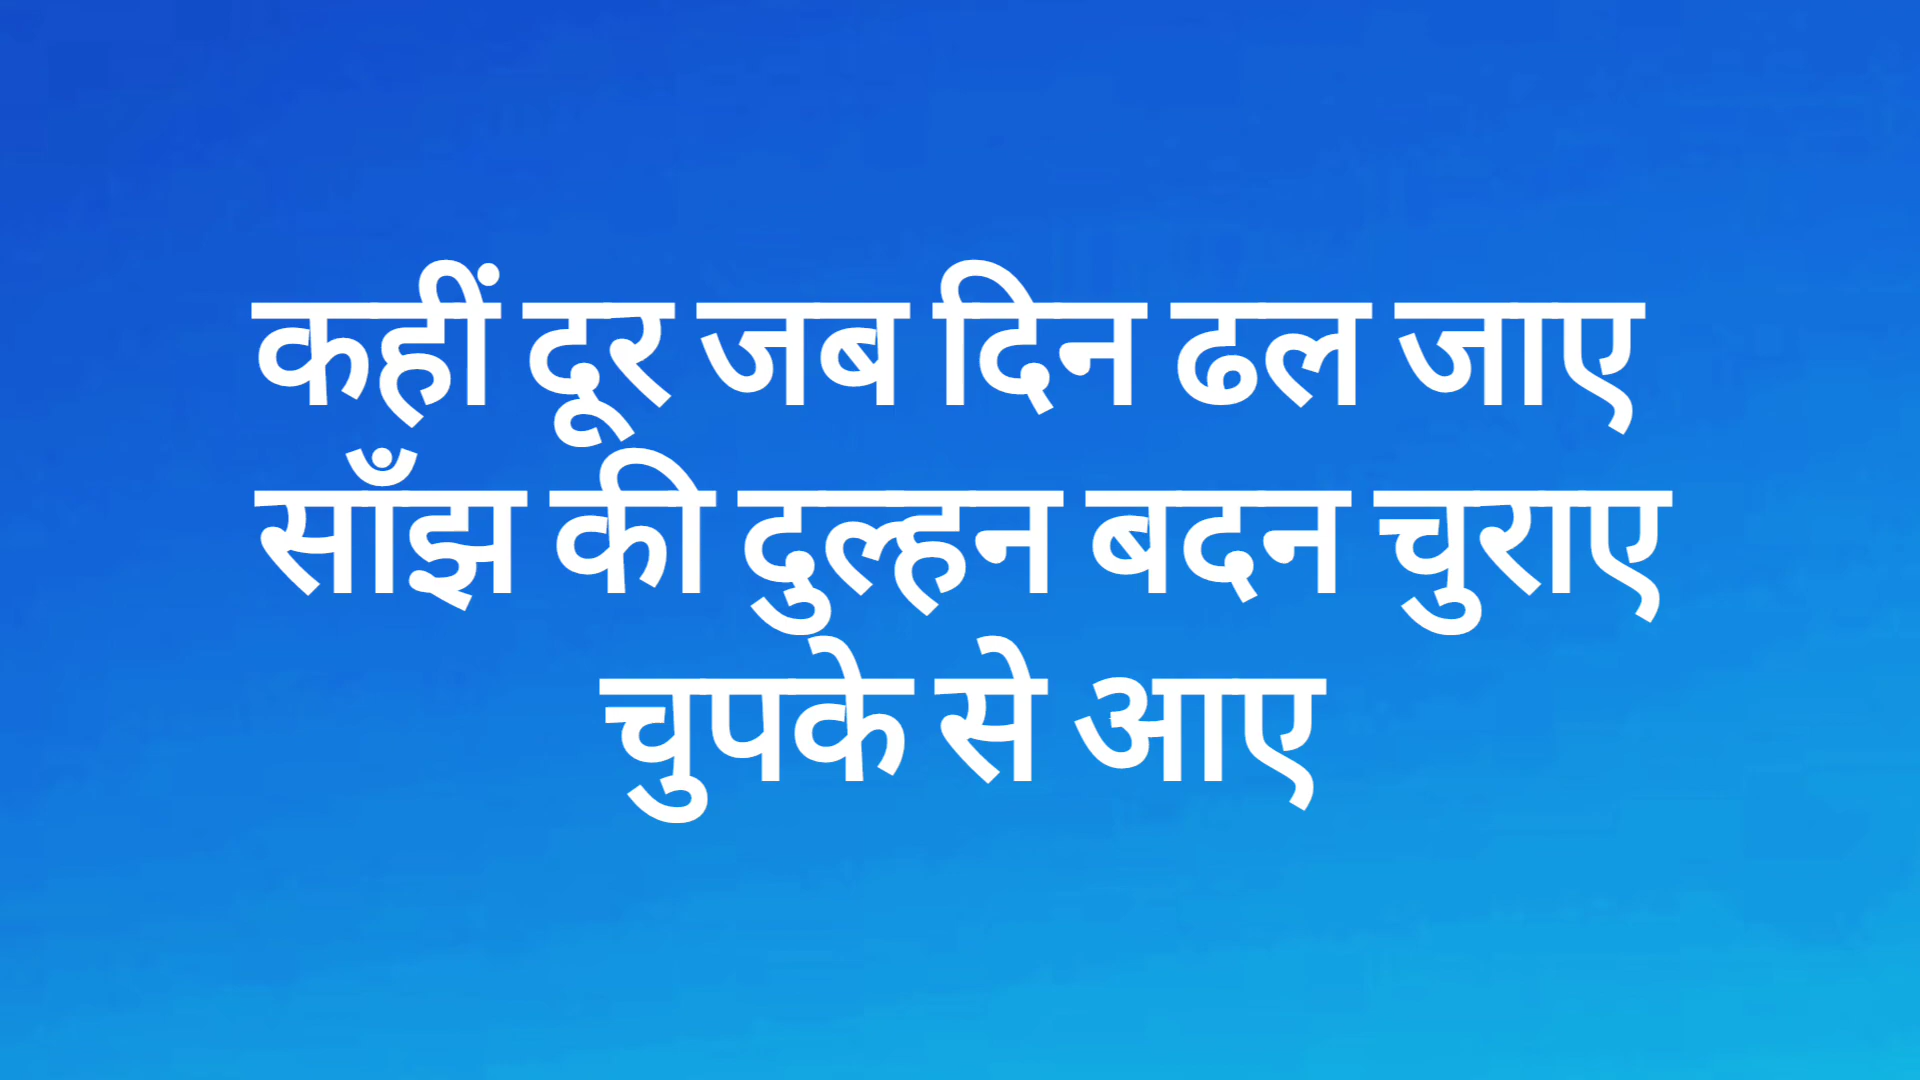 कहीं दूर जब दिन ढल जाए
साँझ की दुल्हन बदन चुराए
चुपके से आए